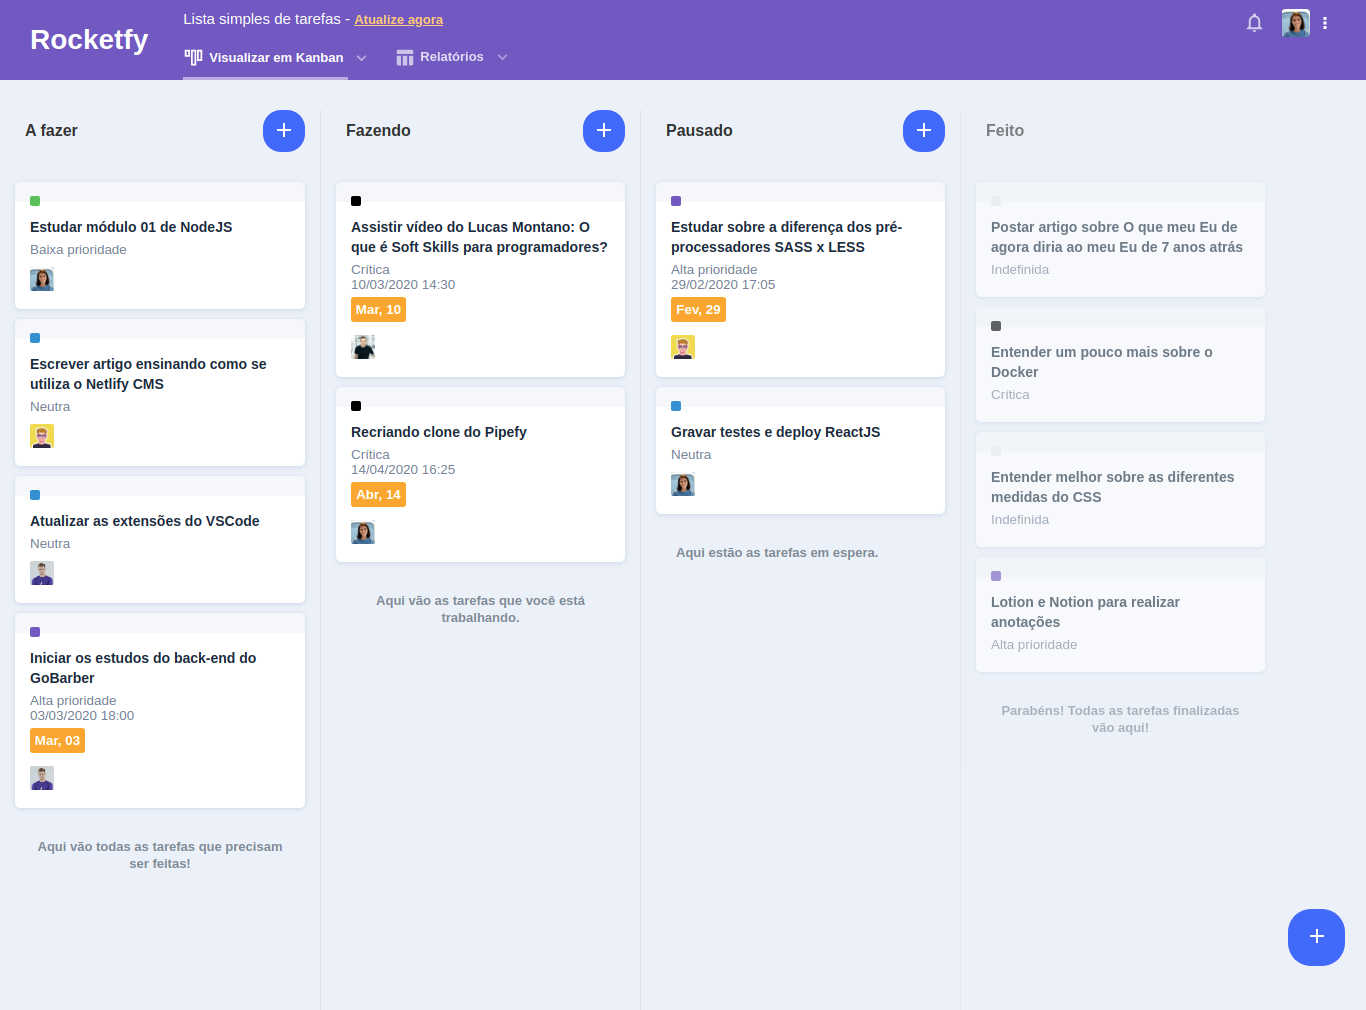 Rocketfy
Lista simples de tarefas - Atualize agora
Visualizar em Kanban
Relatórios
A fazer
Estudar módulo 01 de NodeJS
Baixa prioridade
Escrever artigo ensinando como se
utiliza o Netlify CMS
Neutra
Atualizar as extensões do VSCode
Neutra
Iniciar os estudos do back-end do
GoBarber
Alta prioridade
03/03/2020 18:00
Mar, 03
Aqui vão todas as tarefas que precisam
ser feitas!
Fazendo
Assistir vídeo do Lucas Montano: O
que é Soft Skills para programadores?
Crítica
10/03/2020 14:30
Mar, 10
Recriando clone do Pipefy
Crítica
14/04/2020 16:25
Abr, 14
Aqui vão as tarefas que você está
trabalhando.
Pausado
Estudar sobre a diferença dos pré-
processadores SASS x LESS
Alta prioridade
29/02/2020 17:05
Fev, 29
Gravar testes e deploy ReactJS
Neutra
Aqui estão as tarefas em espera.
Feito
Postar artigo sobre O que meu Eu de
agora diria ao meu Eu de 7 anos atrás
Indefinida
Entender um pouco mais sobre o
Docker
Crítica
Entender melhor sobre as diferentes
medidas do CSS
Indefinida
Lotion e Notion para realizar
anotações
Alta prioridade
Parabéns! Todas as tarefas finalizadas
vão aqui!